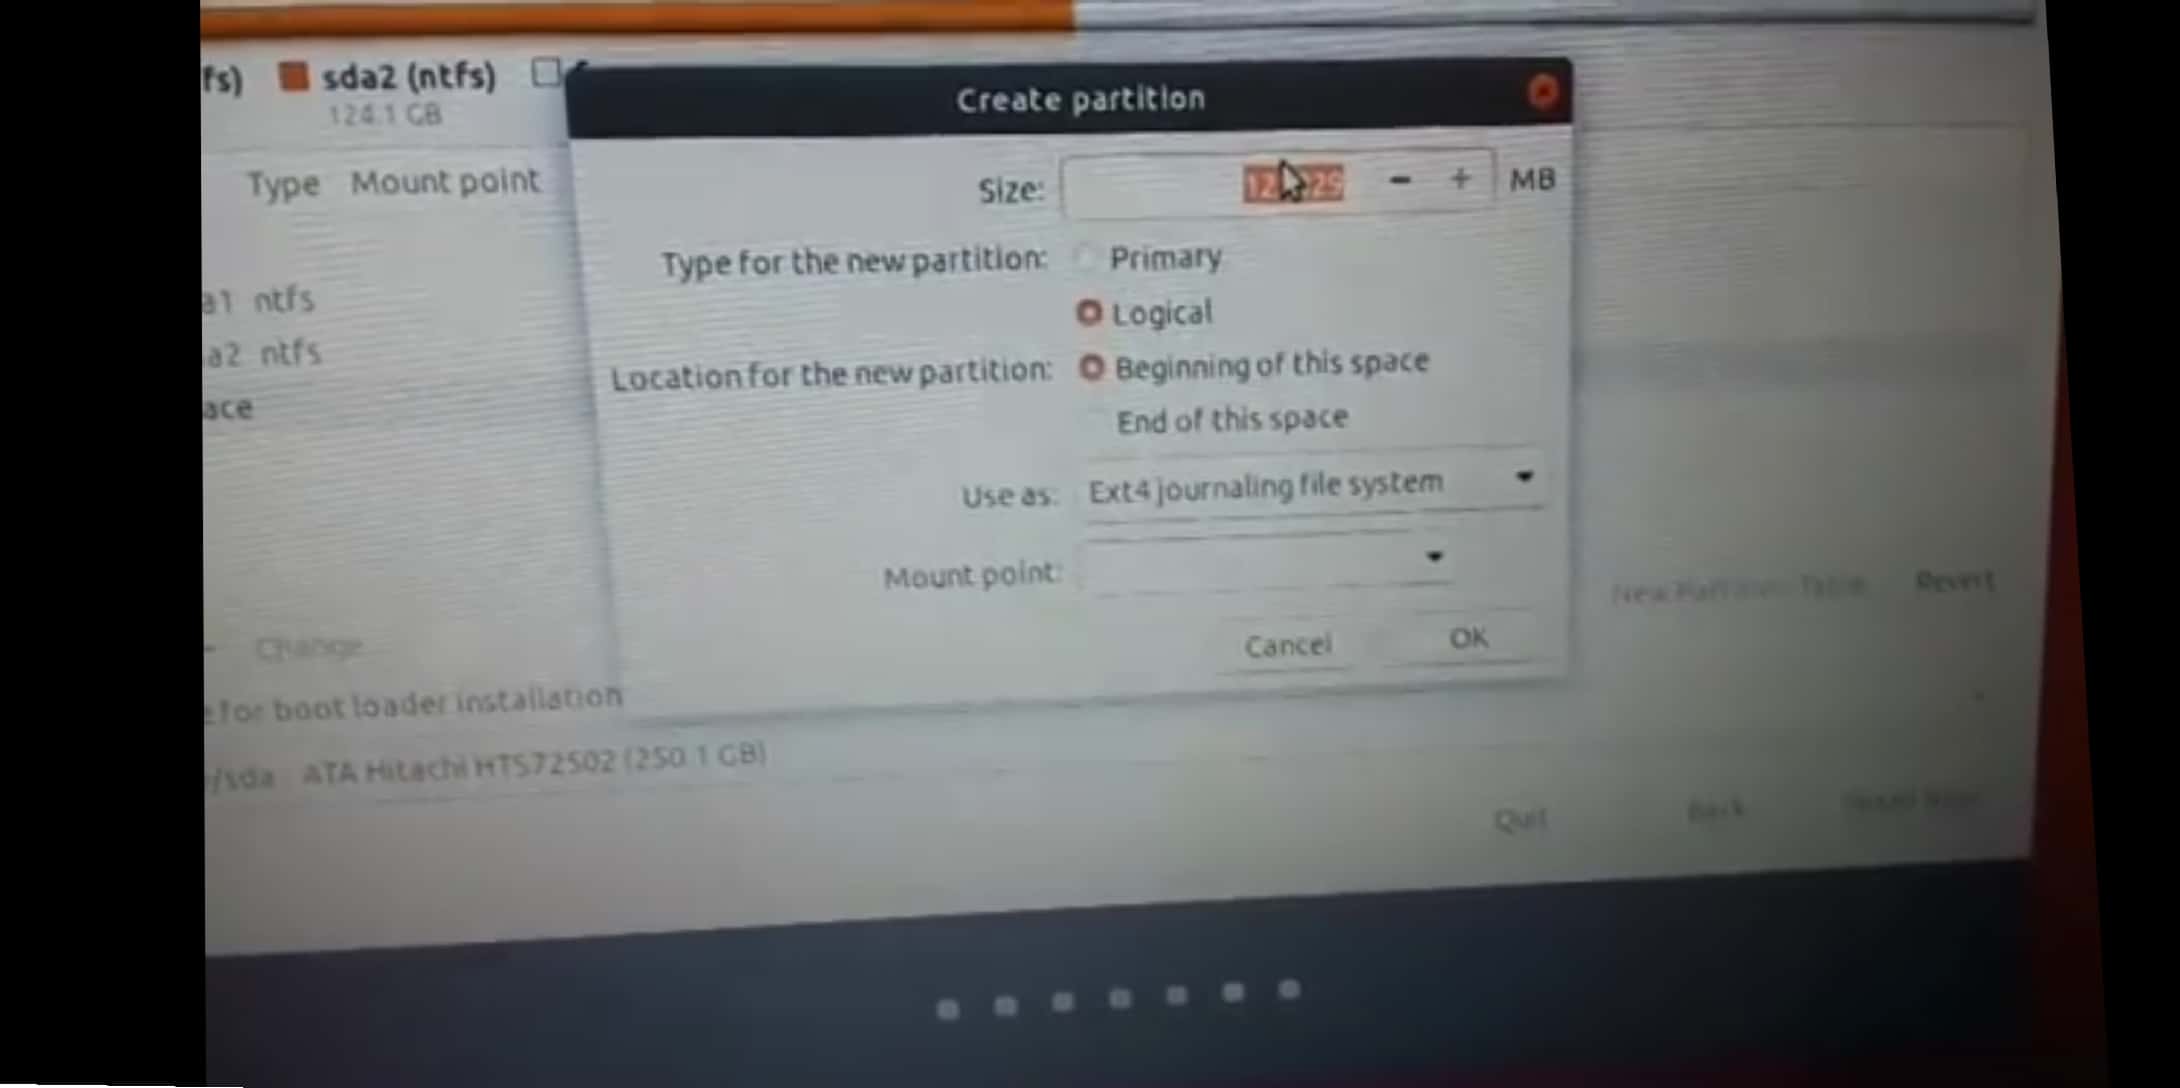 fs) sda2 (ntfs)
124.1 GB
Create partition
Type Mount point
Size: - + MB
Type for the new partition: Primary
a1 ntfs
Logical
a2 ntfs
Location for the new partition: Beginning of this space
ace
End of this space
Use as: Ext4 journaling file system
Mount point:
New Partition Table Revert
- Change
Cancel OK
for boot loader installation
/sda ATA Hitachi HTS72502 (250.1 GB)
Quit Back